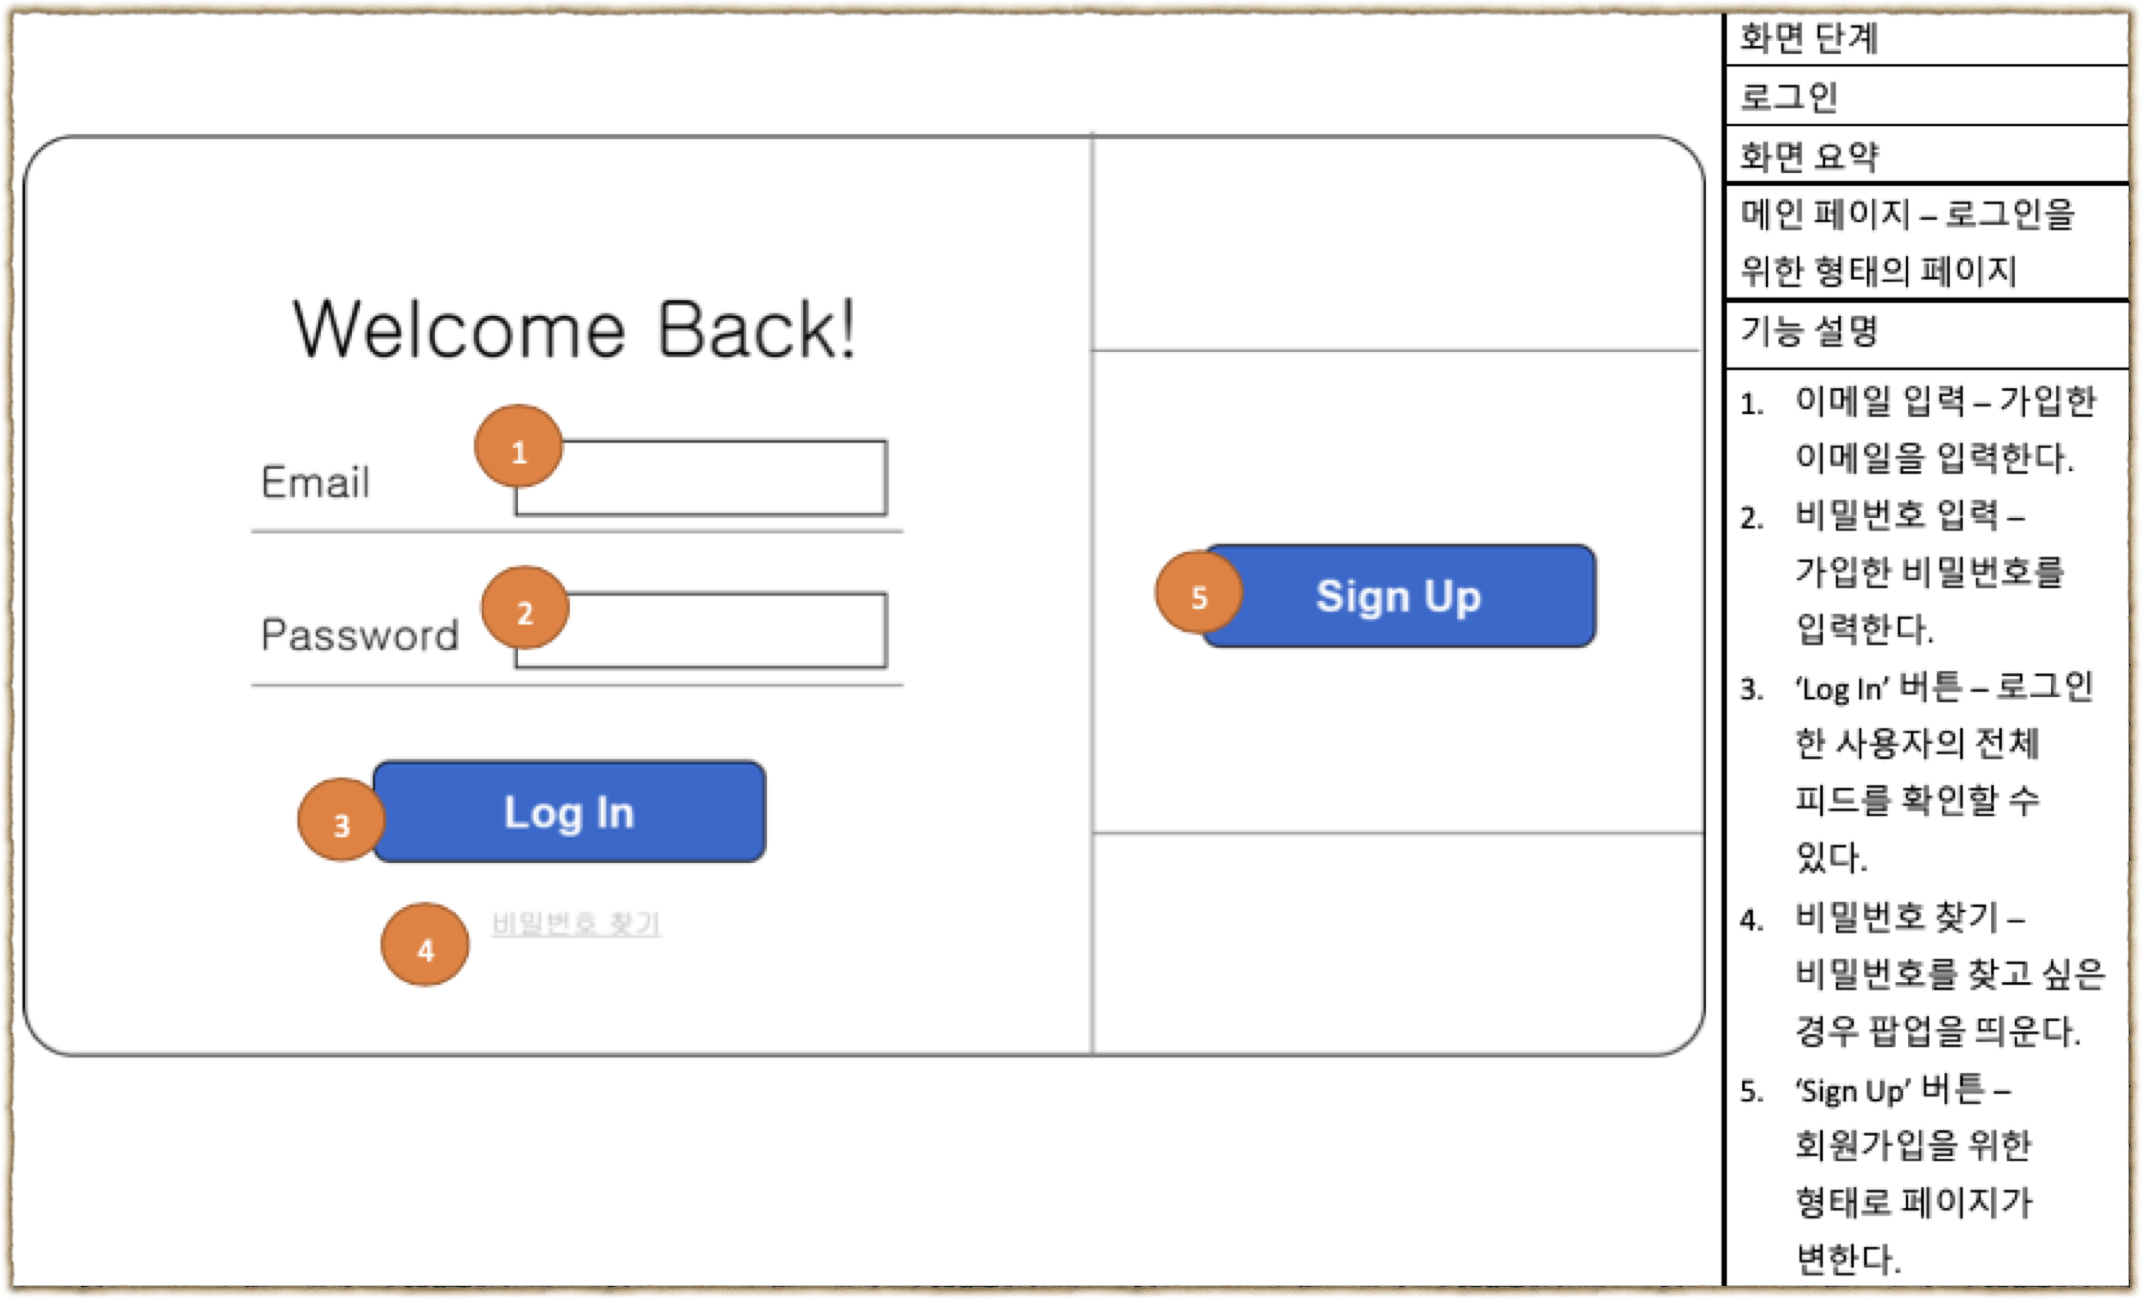 Welcome Back!
1
Email
2
Password
3
Log In
4
비밀번호 찾기
5
Sign Up
화면 단계
로그인
화면 요약
메인 페이지 – 로그인을
위한 형태의 페이지
기능 설명
1. 이메일 입력 – 가입한
이메일을 입력한다.
2. 비밀번호 입력 –
가입한 비밀번호를
입력한다.
3. ‘Log In’ 버튼 – 로그인
한 사용자의 전체
피드를 확인할 수
있다.
4. 비밀번호 찾기 –
비밀번호를 찾고 싶은
경우 팝업을 띄운다.
5. ‘Sign Up’ 버튼 –
회원가입을 위한
형태로 페이지가
변한다.